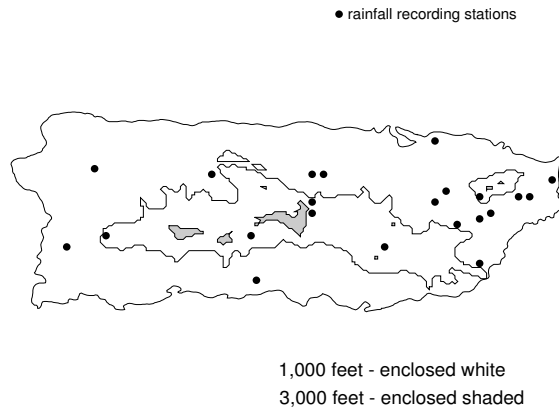 rainfall recording stations
1,000 feet - enclosed white
3,000 feet - enclosed shaded